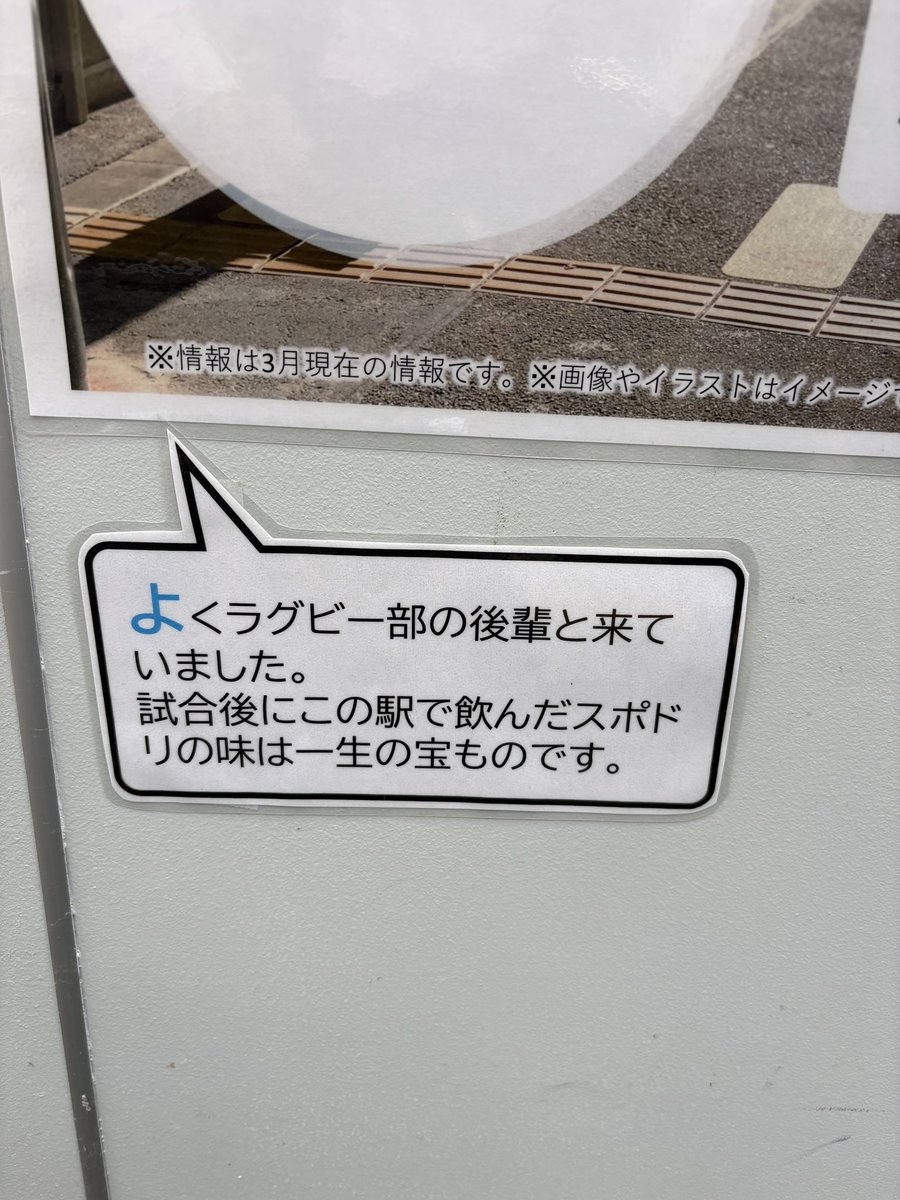 ※情報は3月現在の情報です。※画像やイラストはイメージで
よくラグビー部の後輩と来て
いました。
試合後にこの駅で飲んだスポド
リの味は一生の宝ものです。